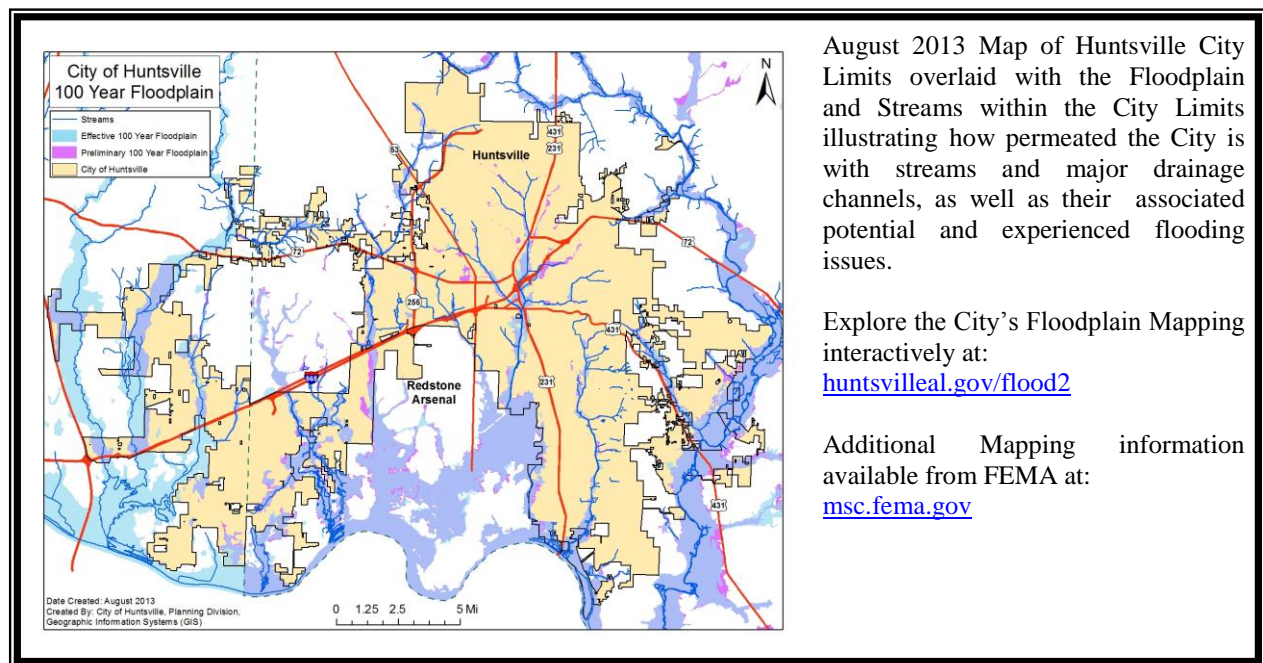 City of Huntsville
100 Year Floodplain
Streams
Effective 100 Year Floodplain
Preliminary 100 Year Floodplain
City of Huntsville
N
431
231
53
Huntsville
72
72
255
431
231
Redstone
Arsenal
431
Date Created: August 2013
Created By: City of Huntsville, Planning Division,
Geographic Information Systems (GIS)
0 1.25 2.5 5 Mi
August 2013 Map of Huntsville City
Limits overlaid with the Floodplain
and Streams within the City Limits
illustrating how permeated the City is
with streams and major drainage
channels, as well as their associated
potential and experienced flooding
issues.
Explore the City’s Floodplain Mapping
interactively at:
huntsvilleal.gov/flood2
Additional Mapping information
available from FEMA at:
msc.fema.gov